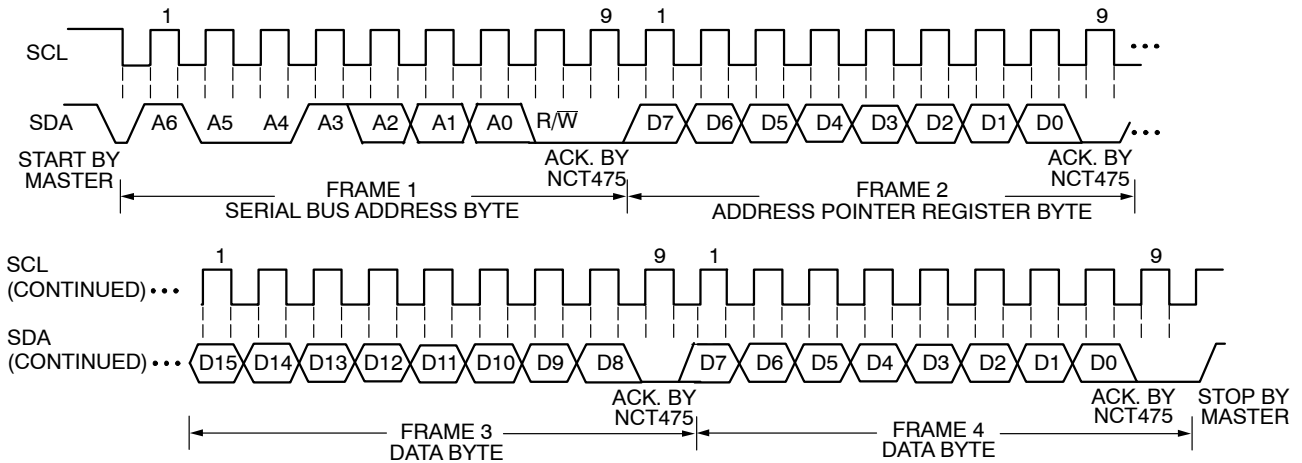 1 9 1 9
SCL
SDA A6 A5 A4 A3 A2 A1 A0 R/W̅ D7 D6 D5 D4 D3 D2 D1 D0
START BY MASTER
ACK. BY NCT475
ACK. BY NCT475
FRAME 1
SERIAL BUS ADDRESS BYTE
FRAME 2
ADDRESS POINTER REGISTER BYTE
1 9 1 9
SCL
(CONTINUED)
SDA
(CONTINUED) D15 D14 D13 D12 D11 D10 D9 D8 D7 D6 D5 D4 D3 D2 D1 D0
ACK. BY NCT475
ACK. BY NCT475
STOP BY MASTER
FRAME 3
DATA BYTE
FRAME 4
DATA BYTE